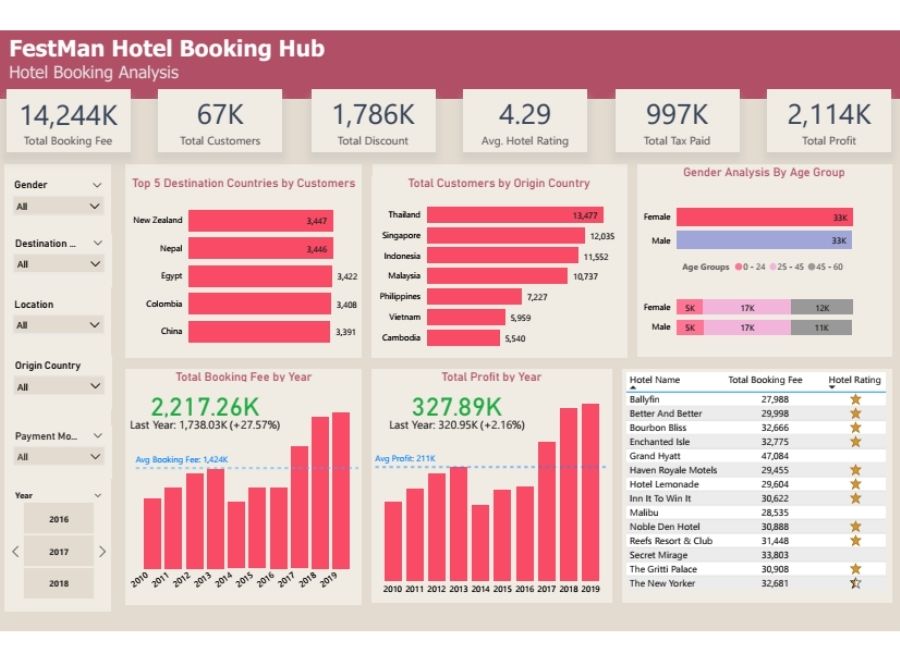 FestMan Hotel Booking Hub
Hotel Booking Analysis
14,244K
Total Booking Fee
67K
Total Customers
1,786K
Total Discount
4.29
Avg. Hotel Rating
997K
Total Tax Paid
2,114K
Total Profit
Gender
All
Destination ...
All
Location
All
Origin Country
All
Payment Mo...
All
Year
2016
2017
2018
Top 5 Destination Countries by Customers
New Zealand 3,447
Nepal 3,446
Egypt 3,422
Colombia 3,408
China 3,391
Total Customers by Origin Country
Thailand 13,477
Singapore 12,035
Indonesia 11,552
Malaysia 10,737
Philippines 7,227
Vietnam 5,959
Cambodia 5,540
Gender Analysis By Age Group
Female 33K
Male 33K
Age Groups 0 - 24 25 - 45 45 - 60
Female 5K 17K 12K
Male 5K 17K 11K
Total Booking Fee by Year
2,217.26K
Last Year: 1,738.03K (+27.57%)
Avg Booking Fee: 1,424K
2010 2011 2012 2013 2014 2015 2016 2017 2018 2019
Total Profit by Year
327.89K
Last Year: 320.95K (+2.16%)
Avg Profit: 211K
2010 2011 2012 2013 2014 2015 2016 2017 2018 2019
Hotel Name Total Booking Fee Hotel Rating
Ballyfin 27,988
Better And Better 29,998
Bourbon Bliss 32,666
Enchanted Isle 32,775
Grand Hyatt 47,084
Haven Royale Motels 29,455
Hotel Lemonade 29,604
Inn It To Win It 30,622
Malibu 28,535
Noble Den Hotel 30,888
Reefs Resort & Club 31,448
Secret Mirage 33,803
The Gritti Palace 30,908
The New Yorker 32,681